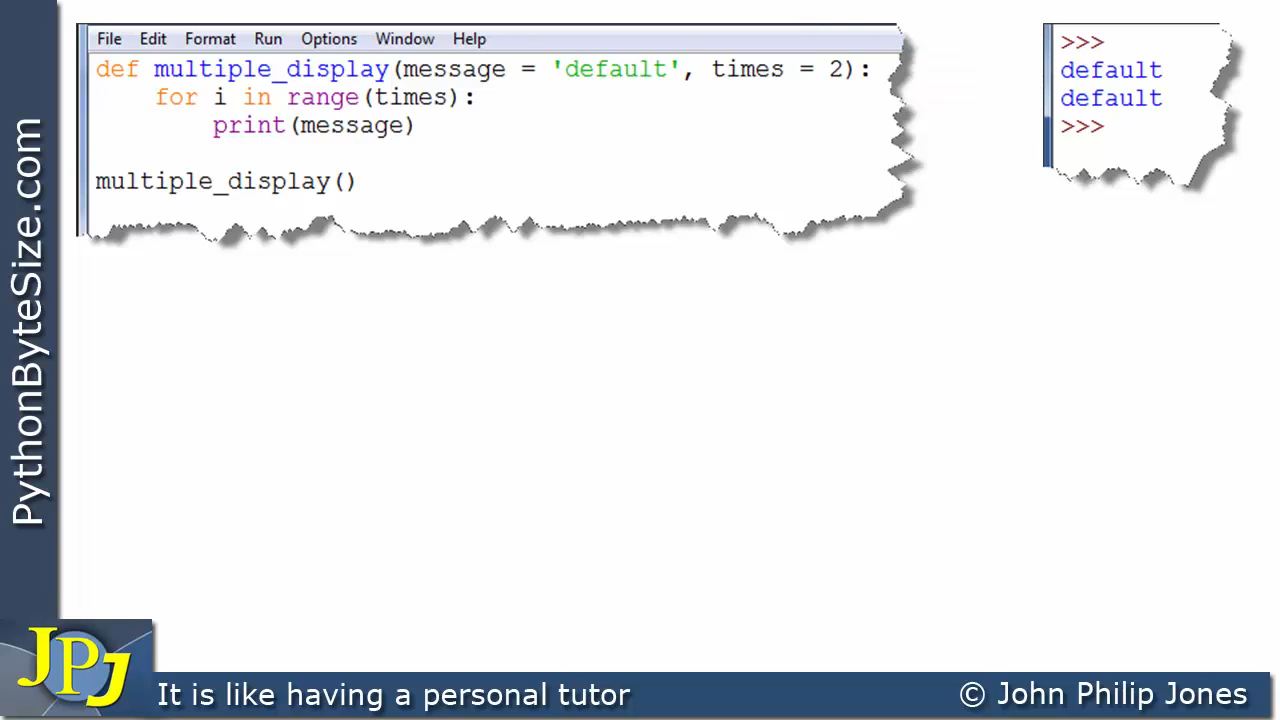 File Edit Format Run Options Window Help
def multiple_display(message = 'default', times = 2):
    for i in range(times):
        print(message)
multiple_display()
>>>
default
default
>>>
PythonByteSize.com
JPJ
It is like having a personal tutor
© John Philip Jones